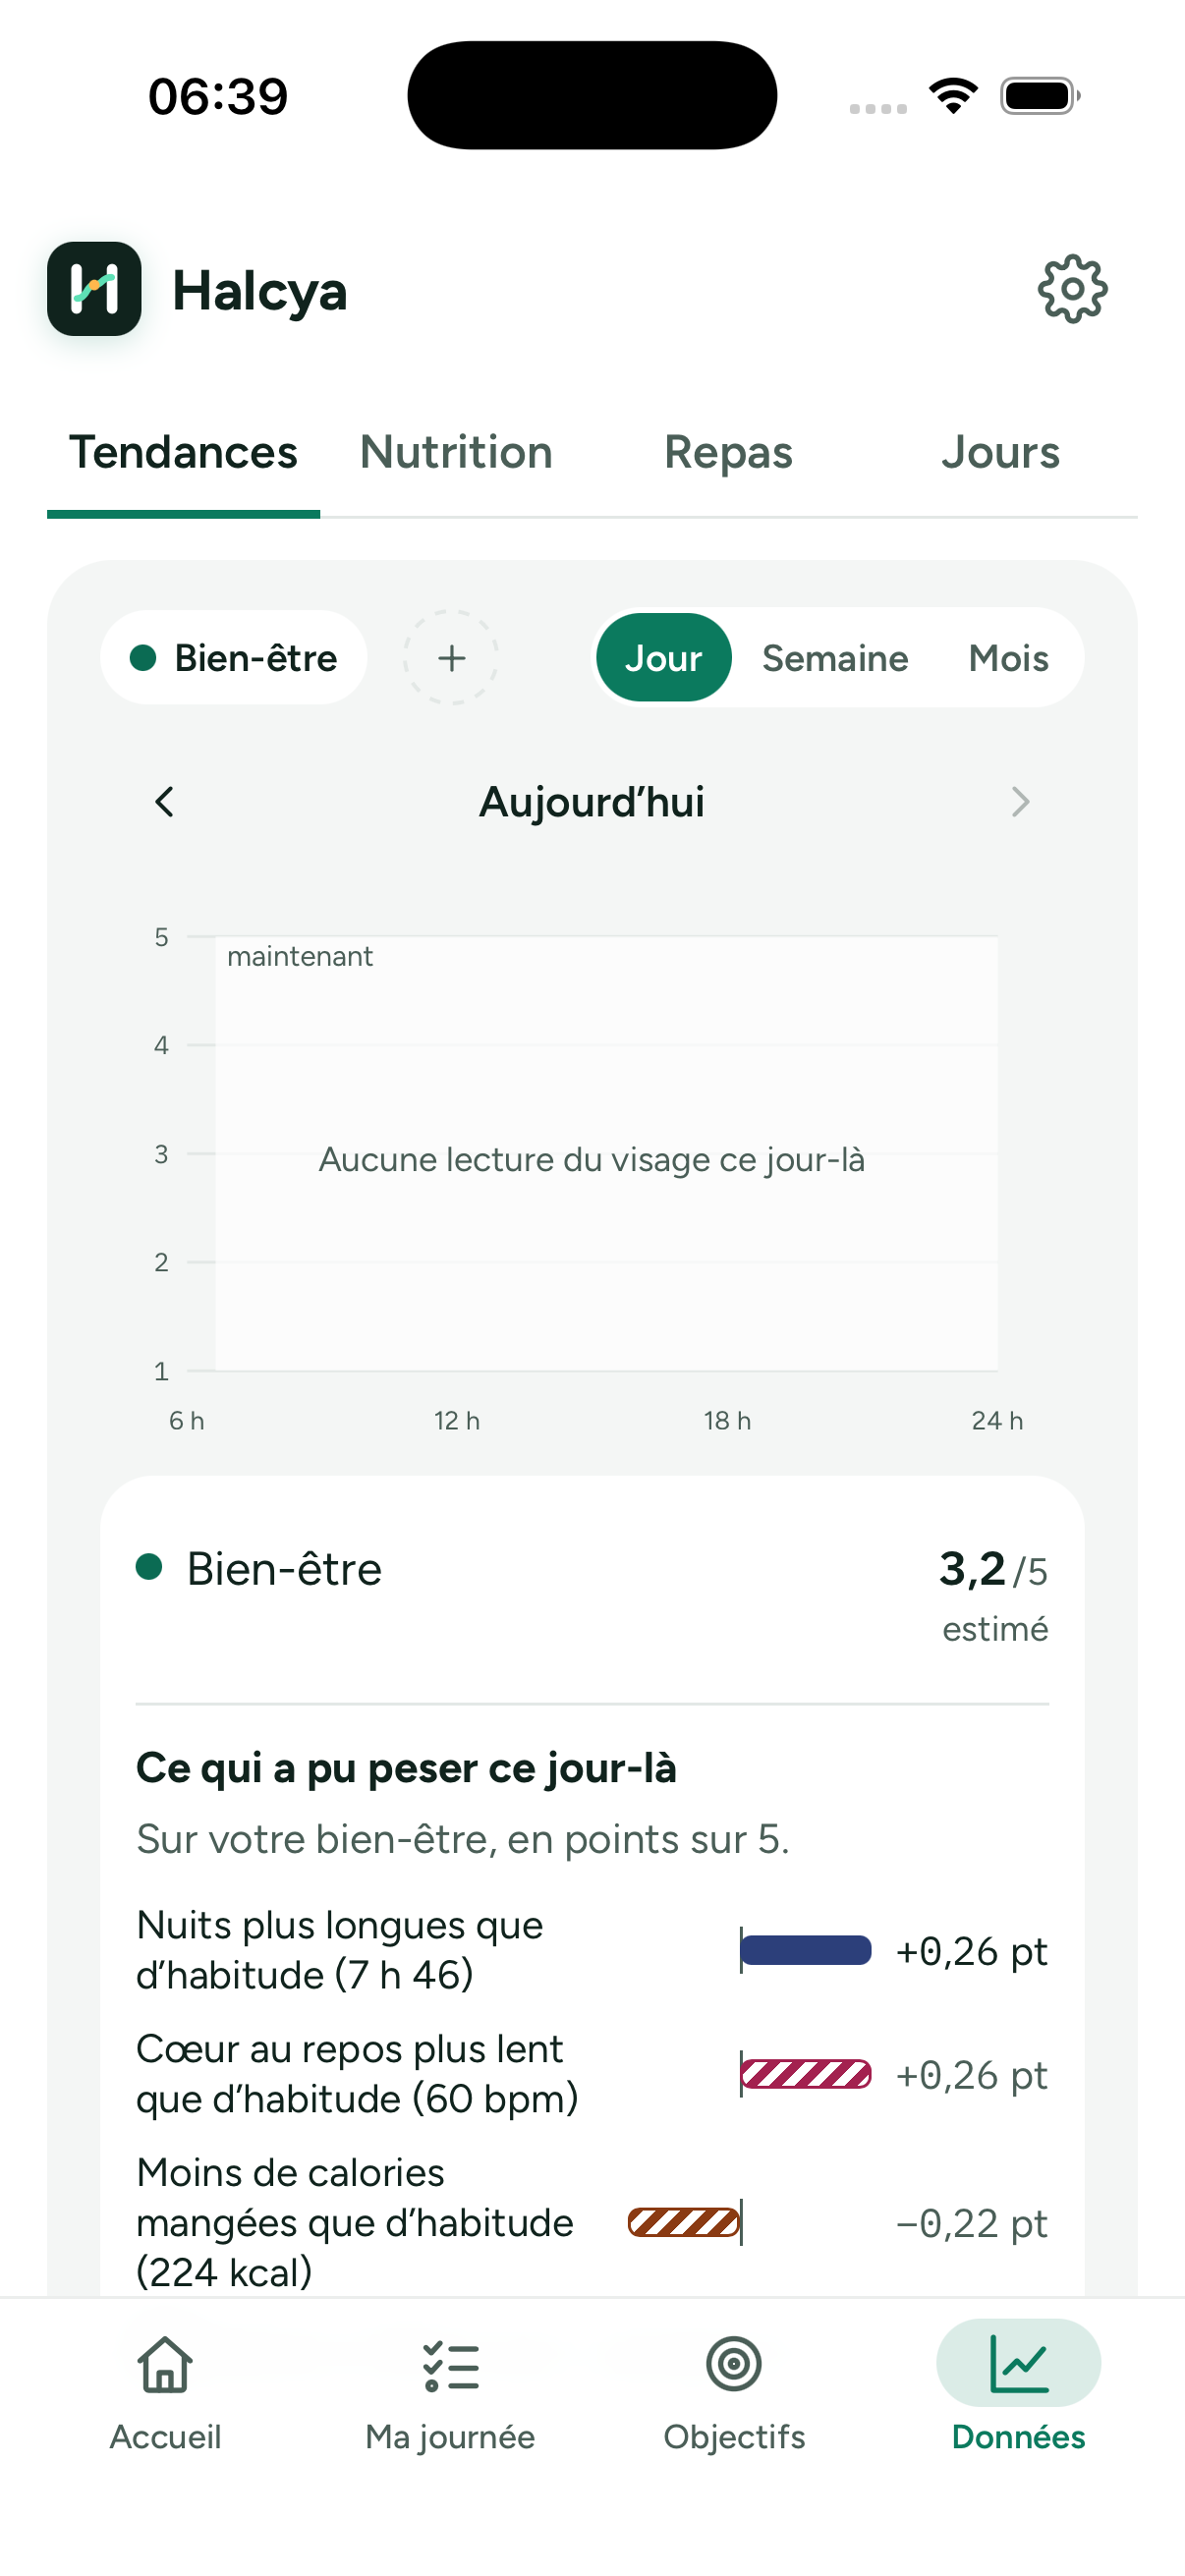 06:39
Halcya
Tendances Nutrition Repas Jours
Bien-être + Jour Semaine Mois
Aujourd’hui
5
maintenant
4
3
Aucune lecture du visage ce jour-là
2
1
6 h 12 h 18 h 24 h
Bien-être 3,2/5
estimé
Ce qui a pu peser ce jour-là
Sur votre bien-être, en points sur 5.
Nuits plus longues que
d’habitude (7 h 46) +0,26 pt
Cœur au repos plus lent
que d’habitude (60 bpm) +0,26 pt
Moins de calories
mangées que d’habitude −0,22 pt
(224 kcal)
Accueil Ma journée Objectifs Données